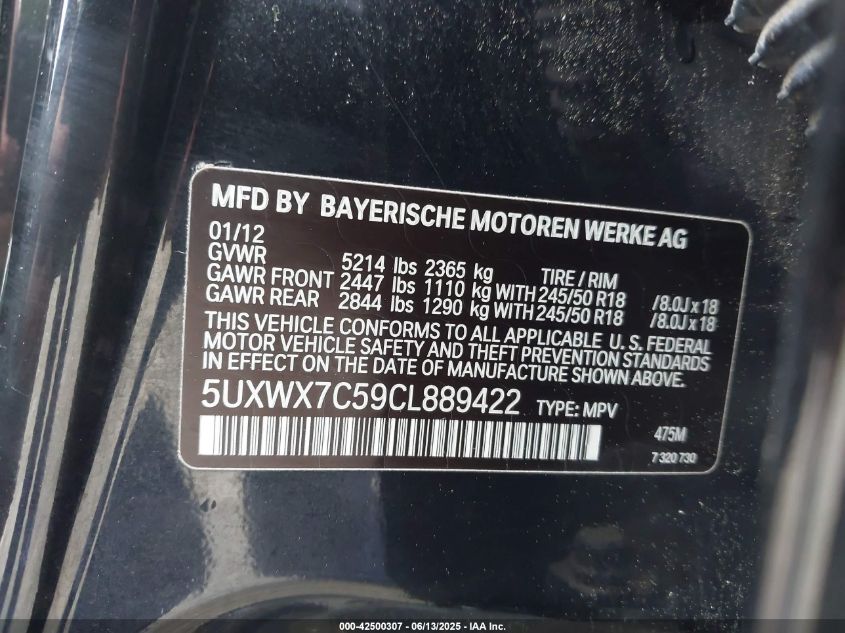 MFD BY BAYERISCHE MOTOREN WERKE AG
01/12
GVWR 5214 lbs 2365 kg TIRE / RIM
GAWR FRONT 2447 lbs 1110 kg WITH 245/50 R18 /8.0J x 18
GAWR REAR 2844 lbs 1290 kg WITH 245/50 R18 /8.0J x 18
THIS VEHICLE CONFORMS TO ALL APPLICABLE U. S. FEDERAL
MOTOR VEHICLE SAFETY AND THEFT PREVENTION STANDARDS
IN EFFECT ON THE DATE OF MANUFACTURE SHOWN ABOVE.
5UXWX7C59CL889422 TYPE: MPV
475M
7 320 730
000-42500307 - 06/13/2025 - IAA Inc.